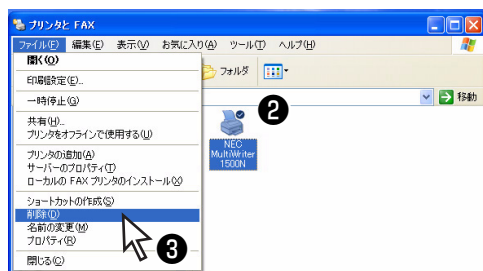 プリンタと FAX
ファイル(F) 編集(E) 表示(V) お気に入り(A) ツール(T) ヘルプ(H)
開く(O)
印刷設定(E)...
一時停止(G)
共有(H)...
プリンタをオフラインで使用する(U)
プリンタの追加(A)
サーバーのプロパティ(T)
ローカルの FAX プリンタのインストール(X)
ショートカットの作成(S)
削除(D)
名前の変更(M)
プロパティ(R)
閉じる(C)
フォルダ
移動
❷
NEC
MultiWriter
1500N
❸